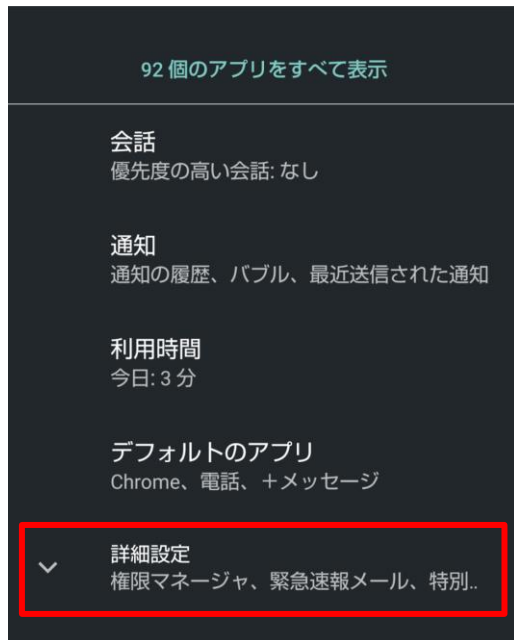 92 個のアプリをすべて表示
会話
優先度の高い会話: なし
通知
通知の履歴、バブル、最近送信された通知
利用時間
今日: 3 分
デフォルトのアプリ
Chrome、電話、＋メッセージ
詳細設定
権限マネージャ、緊急速報メール、特別..